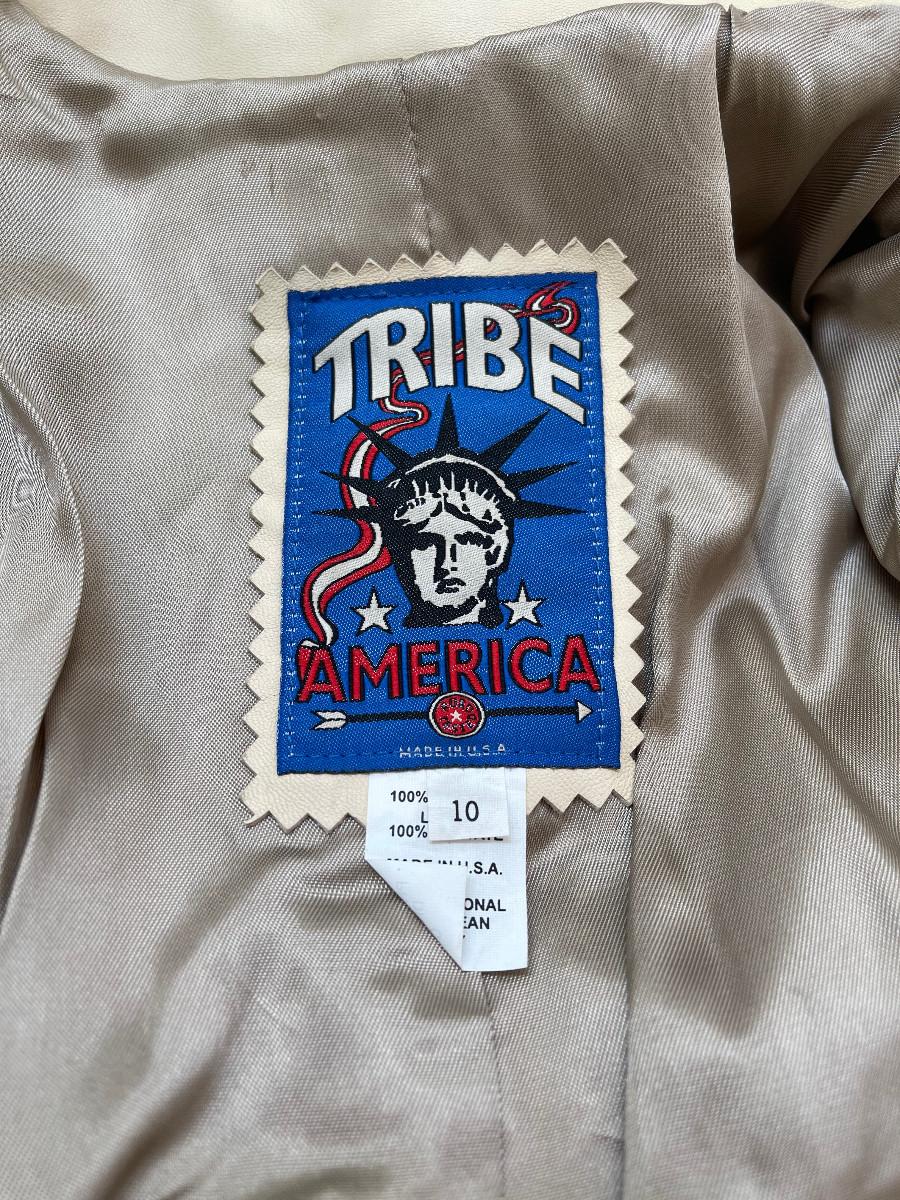 TRIBE
AMERICA
MADE IN U.S.A.
100%
10
L
100%
MADE IN U.S.A.
ONAL
EAN